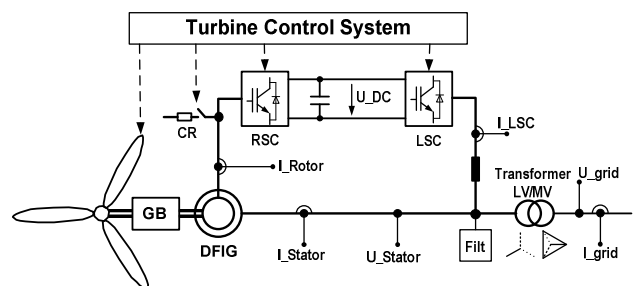 Turbine Control System
U_DC
CR
RSC
LSC
I_LSC
I_Rotor
Transformer
LV/MV
U_grid
GB
DFIG
I_Stator
U_Stator
Filt
I_grid